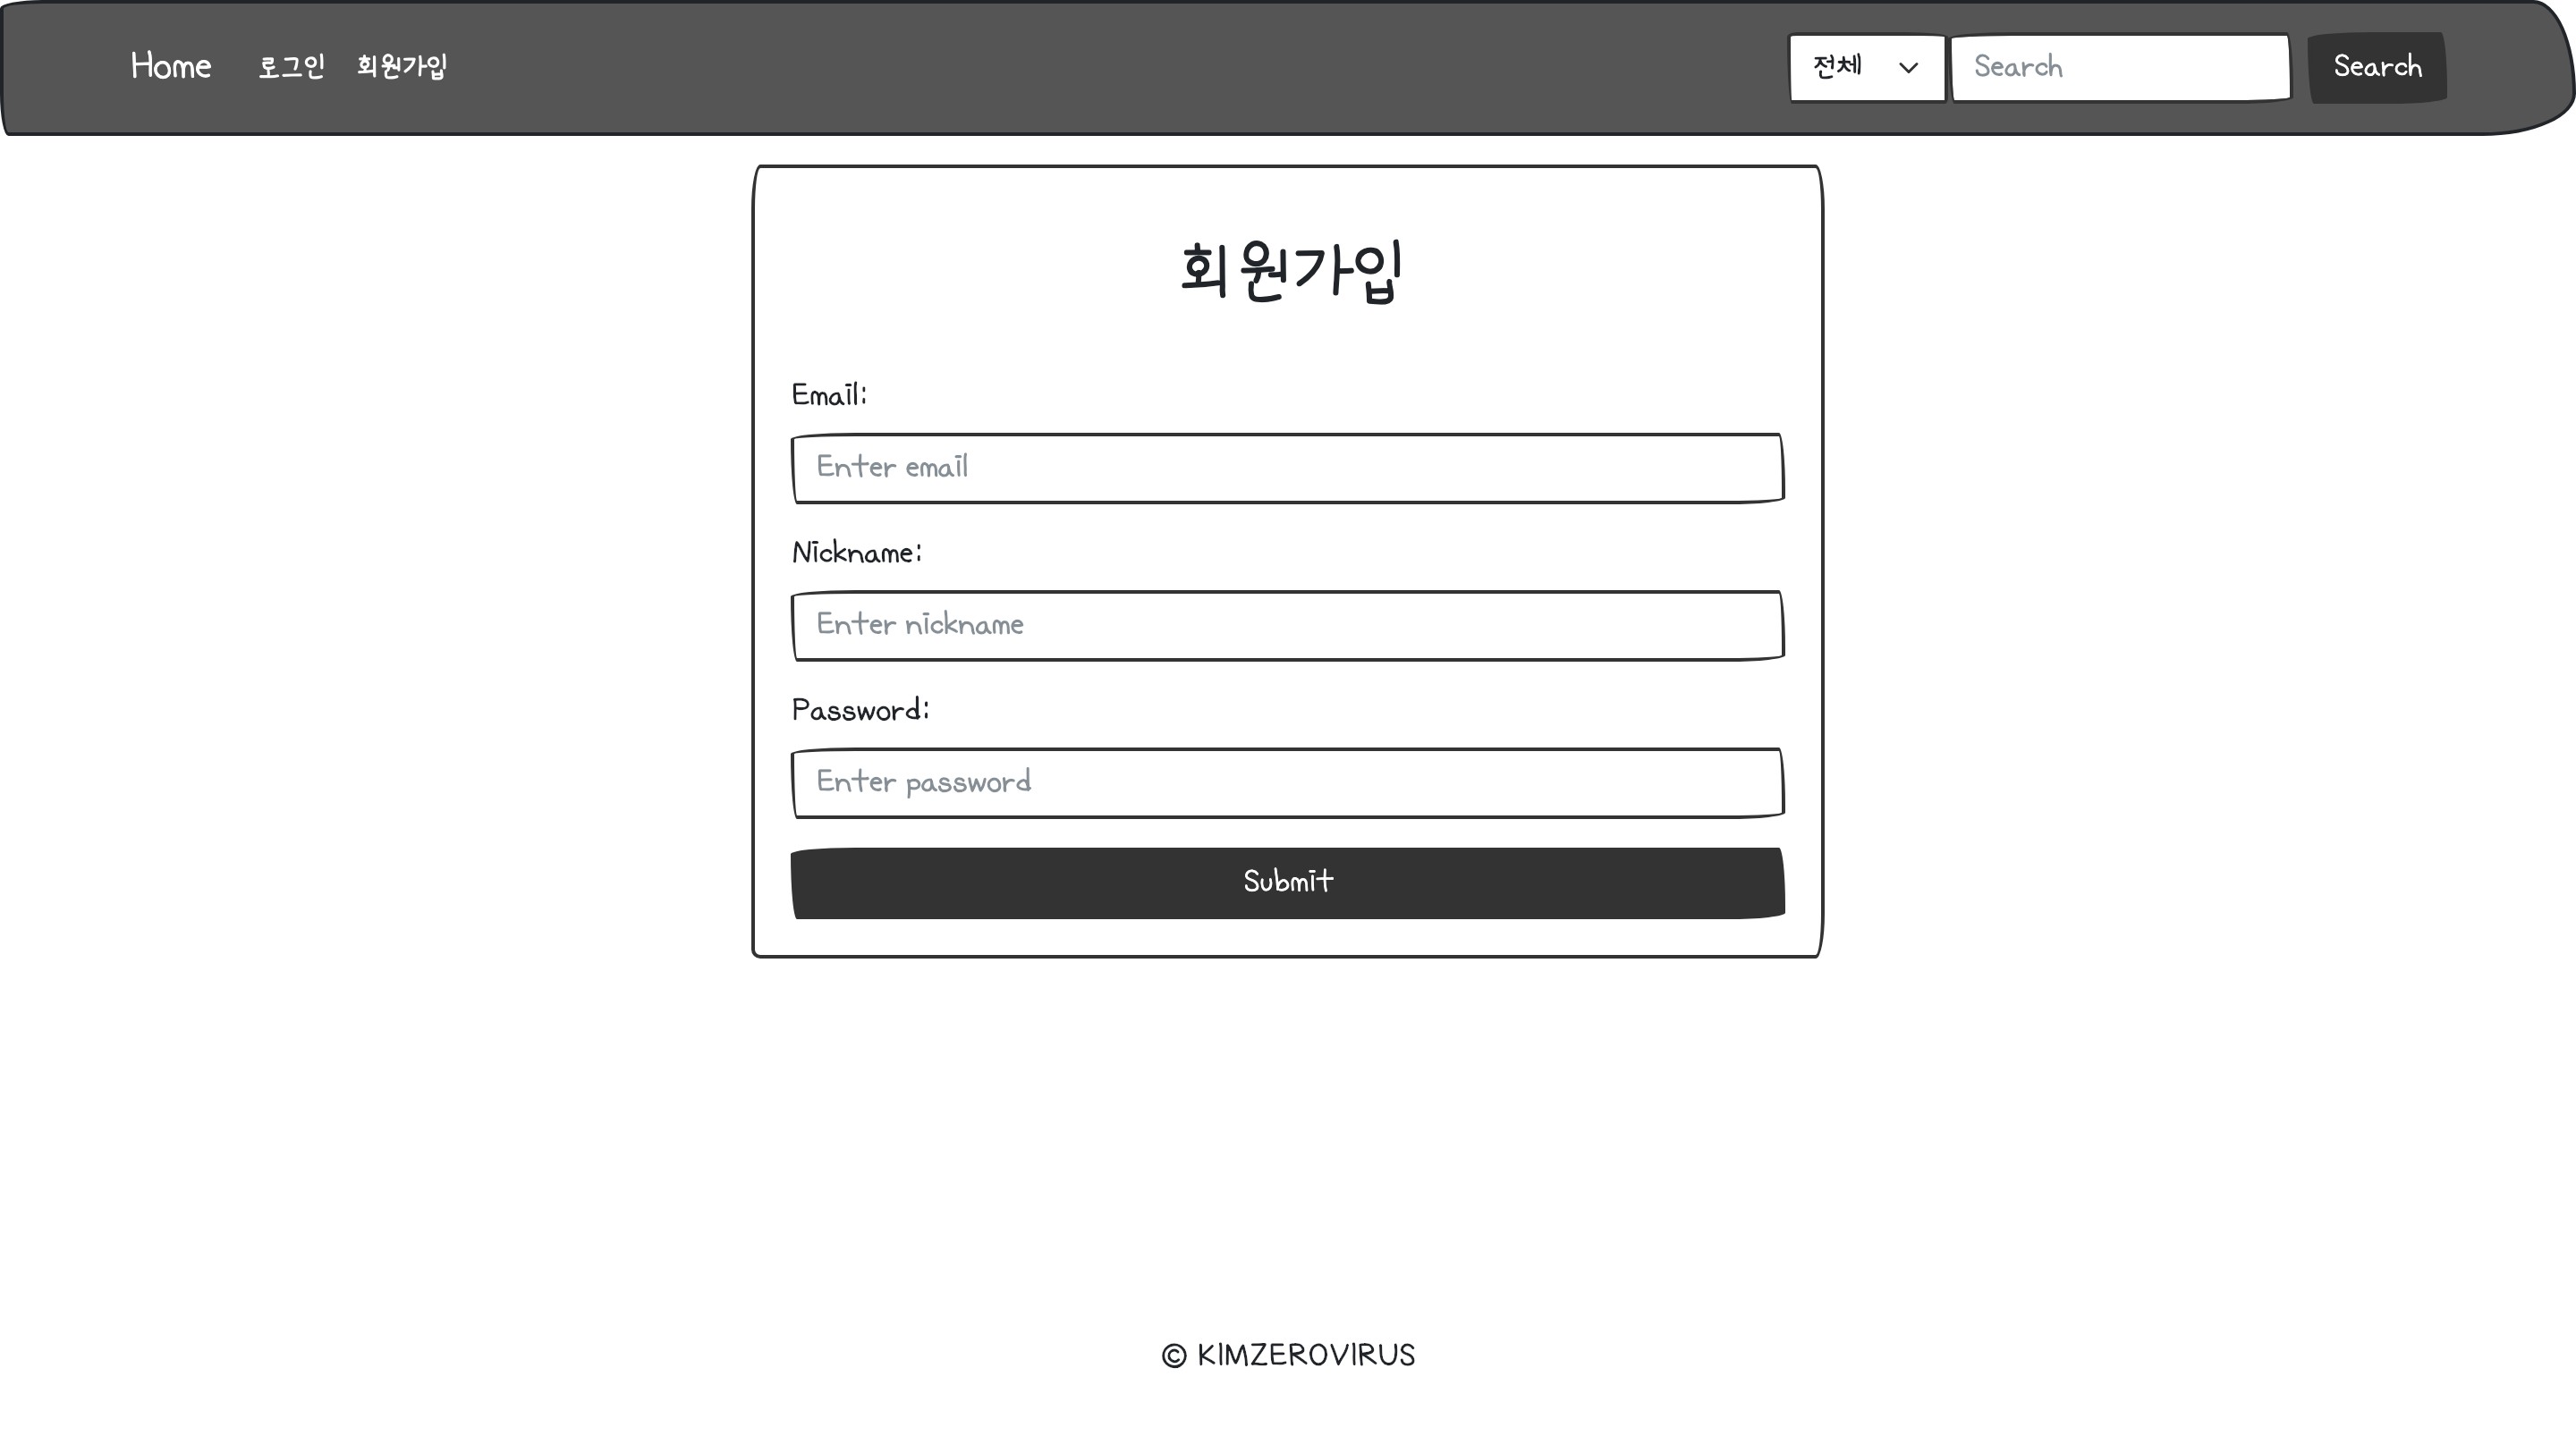 Home 로그인 회원가입 전체 Search Search
회원가입
Email:
Enter email
Nickname:
Enter nickname
Password:
Enter password
Submit
© KIMZEROVIRUS